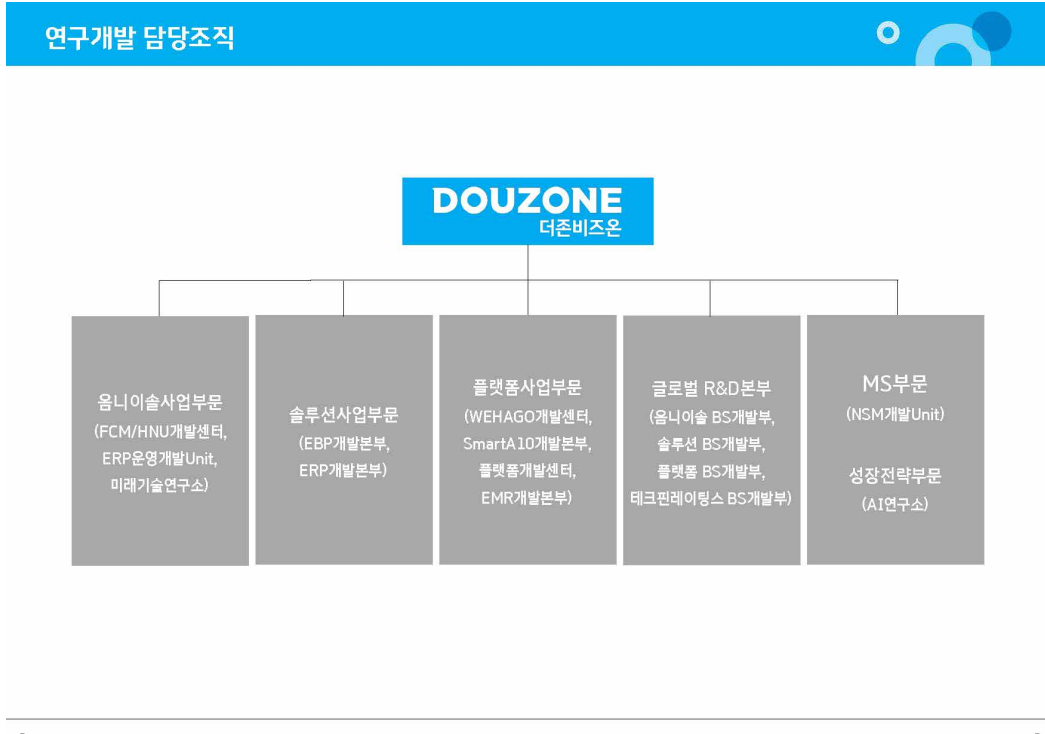 연구개발 담당조직
DOUZONE
더존비즈온
옴니이솔사업부문
(FCM/HNU개발센터,
ERP운영개발Unit,
미래기술연구소)
솔루션사업부문
(EBP개발본부,
ERP개발본부)
플랫폼사업부문
(WEHAGO개발센터,
SmartA10개발본부,
플랫폼개발센터,
EMR개발본부)
글로벌 R&D본부
(옴니이솔 BS개발부,
솔루션 BS개발부,
플랫폼 BS개발부,
테크핀레이팅스 BS개발부)
MS부문
(NSM개발Unit)
성장전략부문
(AI연구소)